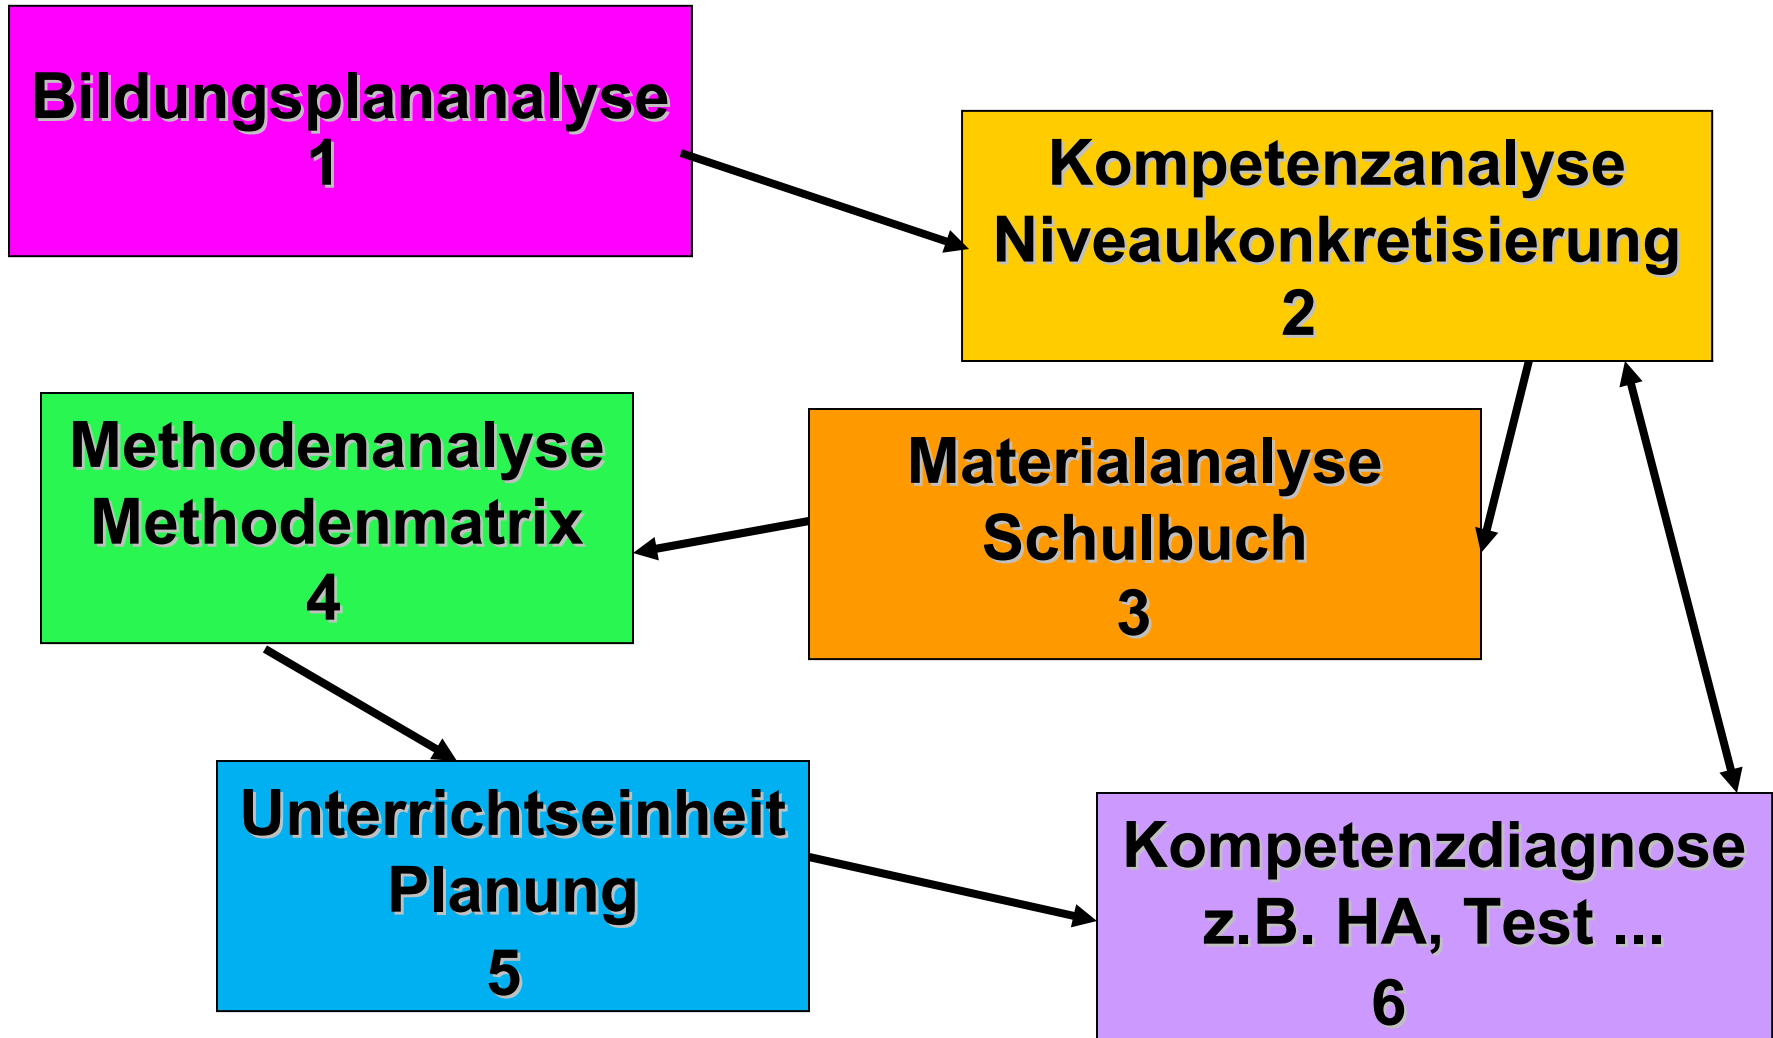 Bildungsplananalyse
1
Kompetenzanalyse
Niveaukonkretisierung
2
Materialanalyse
Schulbuch
3
Methodenanalyse
Methodenmatrix
4
Unterrichtseinheit
Planung
5
Kompetenzdiagnose
z.B. HA, Test ...
6